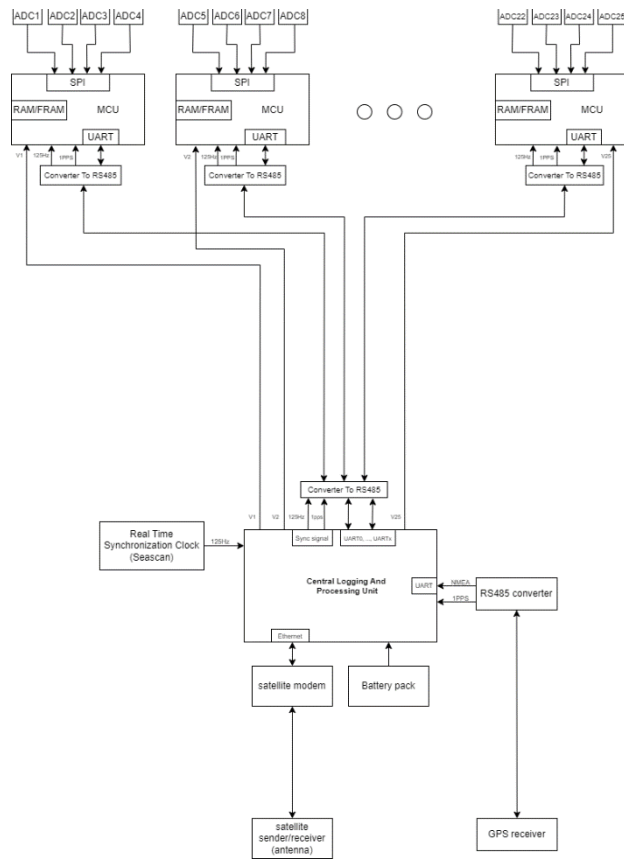 ADC1 ADC2 ADC3 ADC4 ADC5 ADC6 ADC7 ADC8 ADC22 ADC23 ADC24 ADC25
SPI SPI SPI
RAM/FRAM MCU RAM/FRAM MCU RAM/FRAM MCU
UART UART UART
V1 125Hz 1PPS V2 125Hz 1PPS 125Hz 1PPS V25
Converter To RS485 Converter To RS485 Converter To RS485
Converter To RS485
V1 V2 125Hz 1pps V25
Sync signal UART0, ..., UARTx
Real Time
Synchronization Clock
(Seascan)
125Hz
Central Logging And
Processing Unit
UART
NMEA
1PPS
RS485 converter
Ethernet
satellite modem
Battery pack
satellite
sender/receiver
(antenna)
GPS receiver